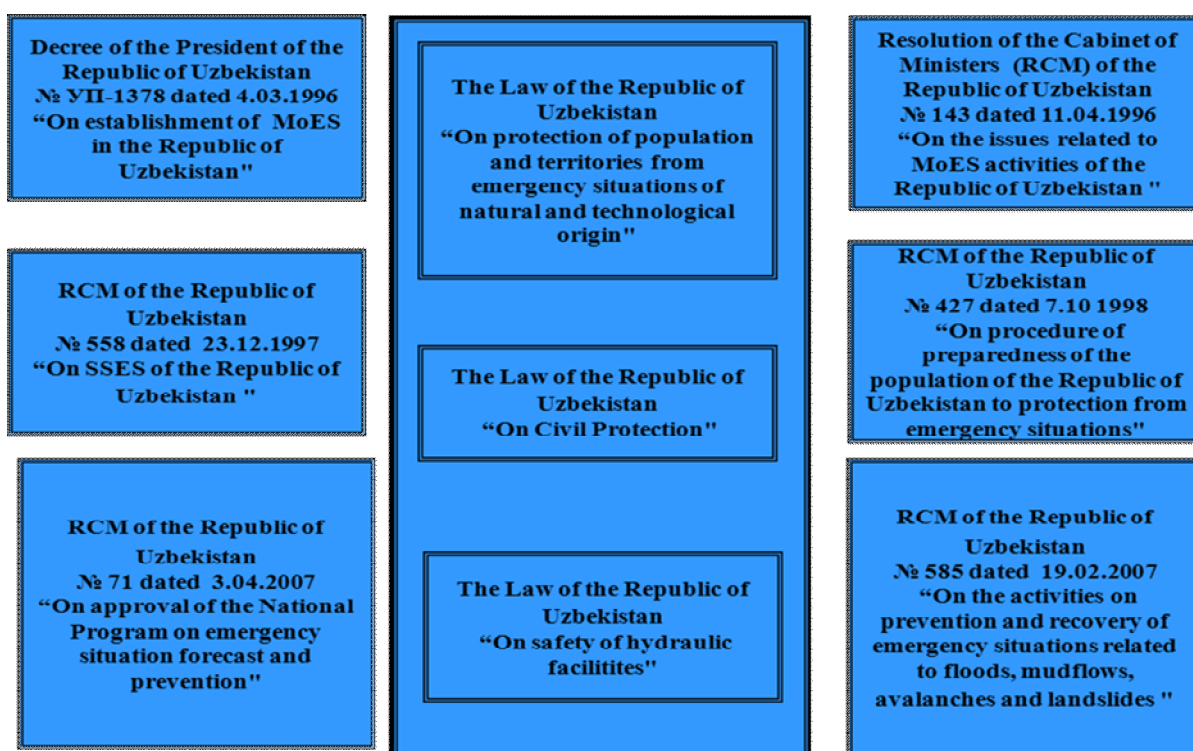 Decree of the President of the
Republic of Uzbekistan
№ УП-1378 dated 4.03.1996
“On establishment of MoES
in the Republic of
Uzbekistan"
RCM of the Republic of
Uzbekistan
№ 558 dated 23.12.1997
“On SSES of the Republic of
Uzbekistan "
RCM of the Republic of
Uzbekistan
№ 71 dated 3.04.2007
“On approval of the National
Program on emergency
situation forecast and
prevention"
The Law of the Republic of
Uzbekistan
“On protection of population
and territories from
emergency situations of
natural and technological
origin"
The Law of the Republic of
Uzbekistan
“On Civil Protection"
The Law of the Republic of
Uzbekistan
“On safety of hydraulic
facilitites"
Resolution of the Cabinet of
Ministers (RCM) of the
Republic of Uzbekistan
№ 143 dated 11.04.1996
“On the issues related to
MoES activities of the
Republic of Uzbekistan "
RCM of the Republic of
Uzbekistan
№ 427 dated 7.10 1998
“On procedure of
preparedness of the
population of the Republic of
Uzbekistan to protection from
emergency situations"
RCM of the Republic of
Uzbekistan
№ 585 dated 19.02.2007
“On the activities on
prevention and recovery of
emergency situations related
to floods, mudflows,
avalanches and landslides "